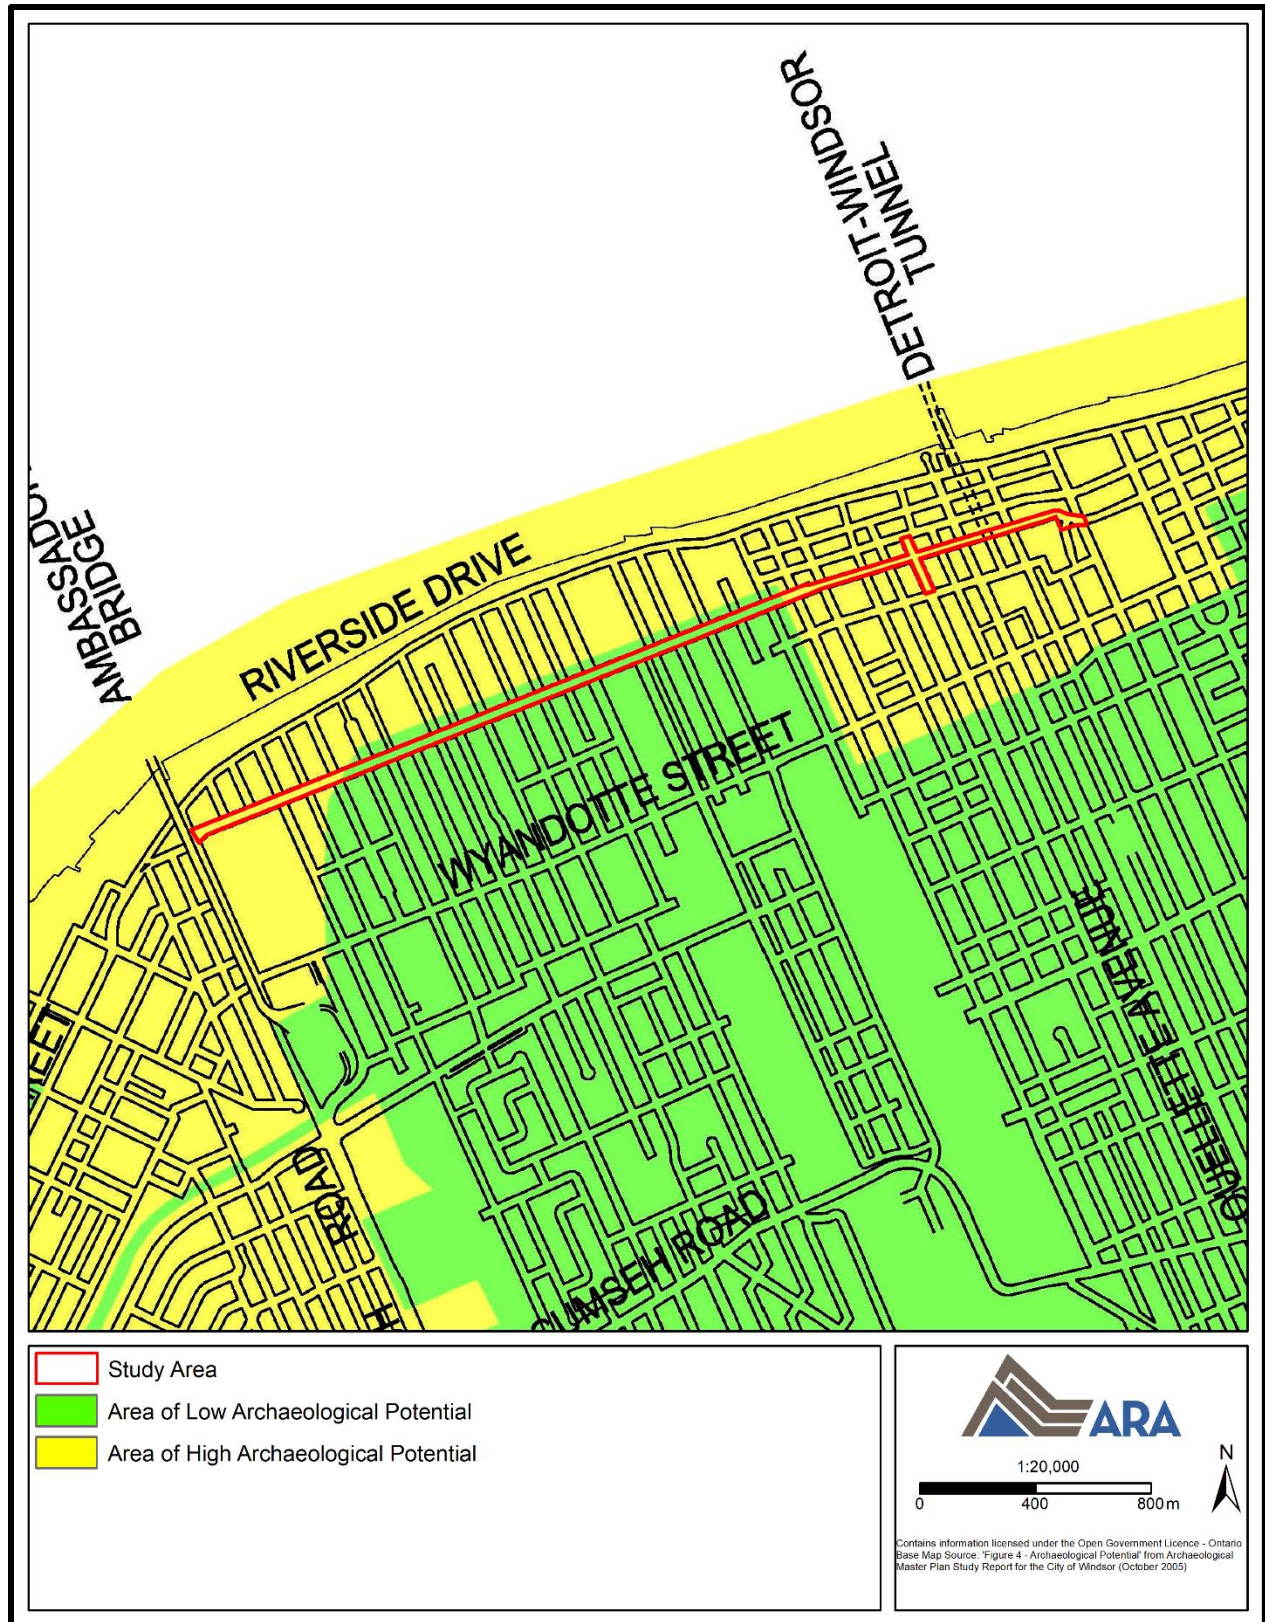 DETROIT-WINDSOR
TUNNEL
AMBASSADOR
BRIDGE
RIVERSIDE DRIVE
WYANDOTTE STREET
OUELLETTE AVENUE
ROAD
H
Study Area
Area of Low Archaeological Potential
Area of High Archaeological Potential
ARA
1:20,000
N
0 400 800 m
Contains information licensed under the Open Government Licence - Ontario
Base Map Source: 'Figure 4 - Archaeological Potential' from Archaeological
Master Plan Study Report for the City of Windsor (October 2005)